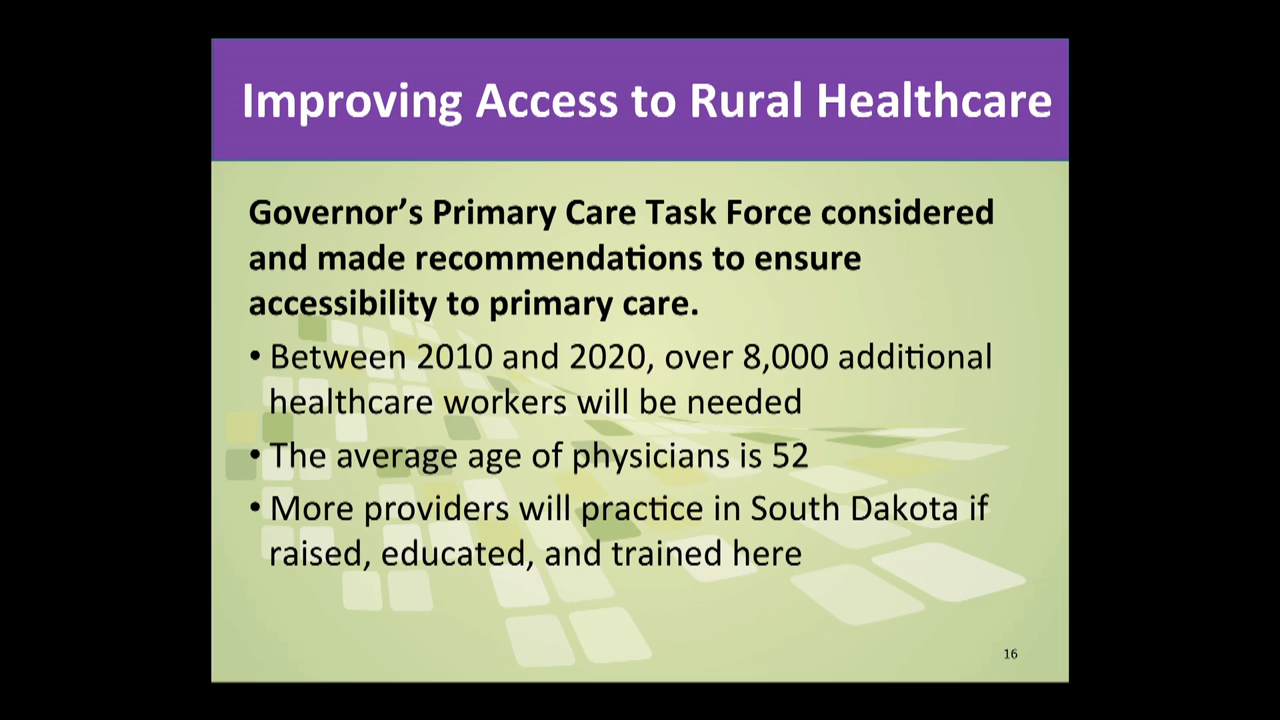 Improving Access to Rural Healthcare
Governor’s Primary Care Task Force considered
and made recommendations to ensure
accessibility to primary care.
• Between 2010 and 2020, over 8,000 additional
healthcare workers will be needed
• The average age of physicians is 52
• More providers will practice in South Dakota if
raised, educated, and trained here
16